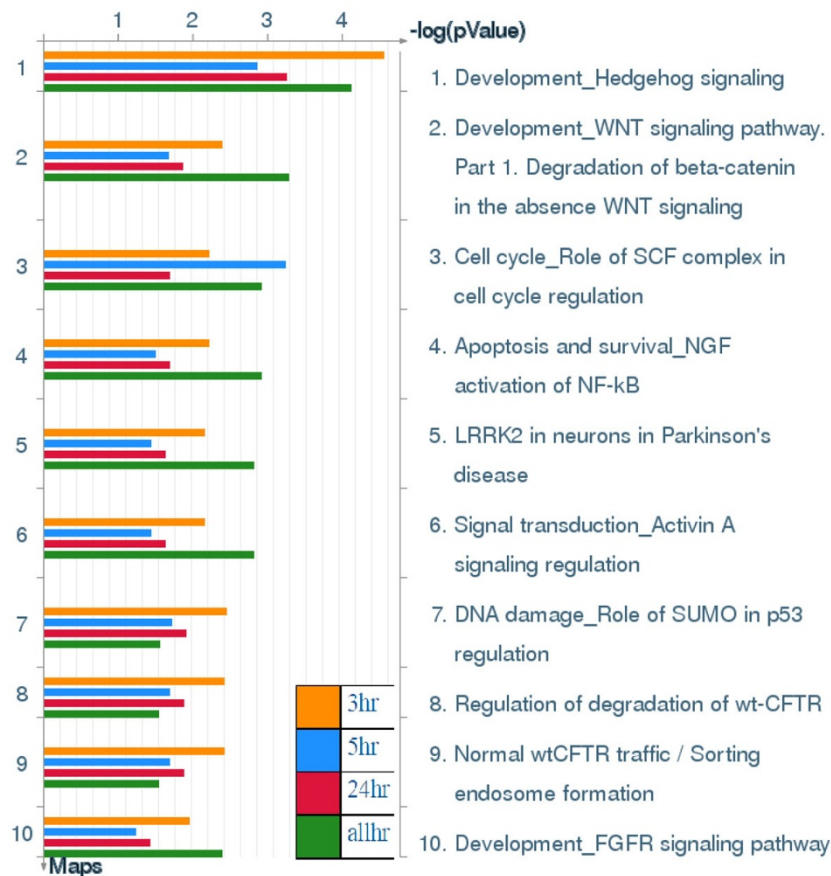 1 2 3 4
-log(pValue)
1
1. Development_Hedgehog signaling
2
2. Development_WNT signaling pathway.
Part 1. Degradation of beta-catenin
in the absence WNT signaling
3
3. Cell cycle_Role of SCF complex in
cell cycle regulation
4
4. Apoptosis and survival_NGF
activation of NF-kB
5
5. LRRK2 in neurons in Parkinson's
disease
6
6. Signal transduction_Activin A
signaling regulation
7
7. DNA damage_Role of SUMO in p53
regulation
8
8. Regulation of degradation of wt-CFTR
9
9. Normal wtCFTR traffic / Sorting
endosome formation
10
10. Development_FGFR signaling pathway
3hr
5hr
24hr
allhr
Maps